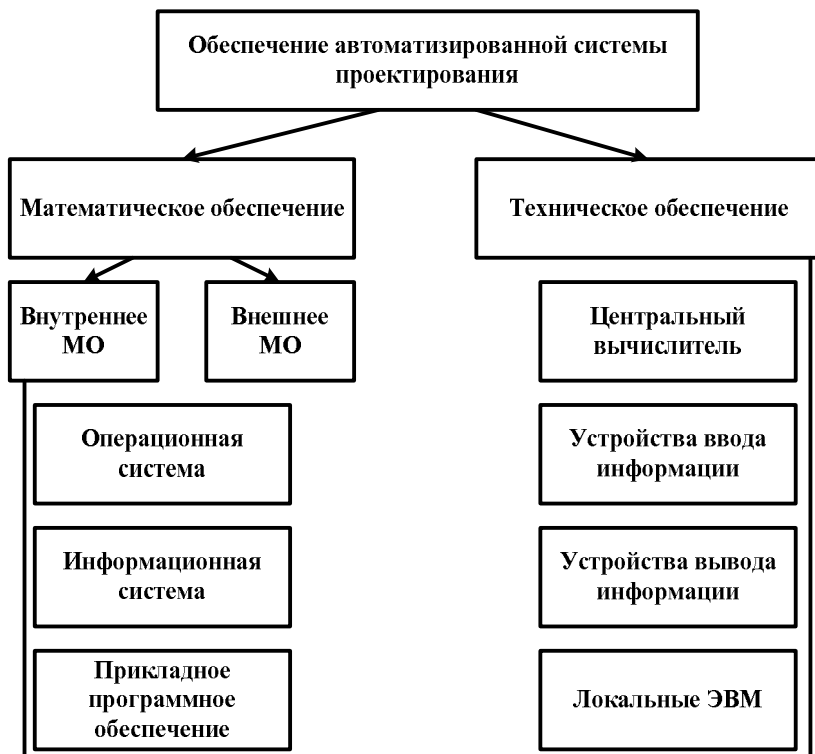 Обеспечение автоматизированной системы
проектирования
Математическое обеспечение
Техническое обеспечение
Внутреннее
МО
Внешнее
МО
Центральный
вычислитель
Операционная
система
Устройства ввода
информации
Информационная
система
Устройства вывода
информации
Прикладное
программное
обеспечение
Локальные ЭВМ